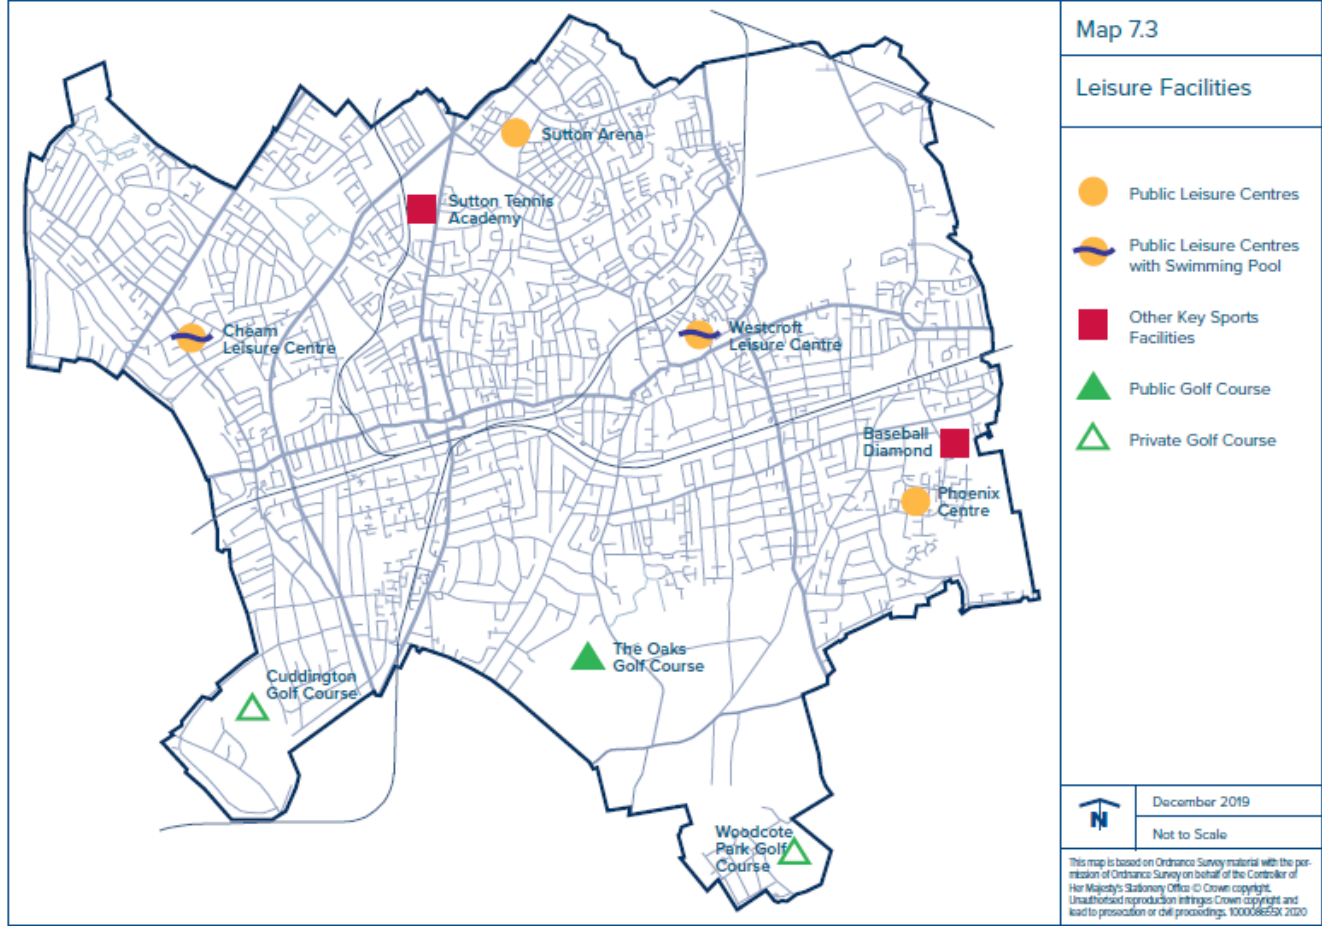 Map 7.3
Leisure Facilities
Public Leisure Centres
Public Leisure Centres
with Swimming Pool
Other Key Sports
Facilities
Public Golf Course
Private Golf Course
Sutton Arena
Sutton Tennis
Academy
Cheam
Leisure Centre
Westcroft
Leisure Centre
Baseball
Diamond
Phoenix
Centre
The Oaks
Golf Course
Cuddington
Golf Course
Woodcote
Park Golf
Course
N
December 2019
Not to Scale
This map is based on Ordnance Survey material with the per-
mission of Ordnance Survey on behalf of the Controller of
Her Majesty's Stationery Office © Crown copyright.
Unauthorised reproduction infringes Crown copyright and
lead to prosecution or civil proceedings. 2020